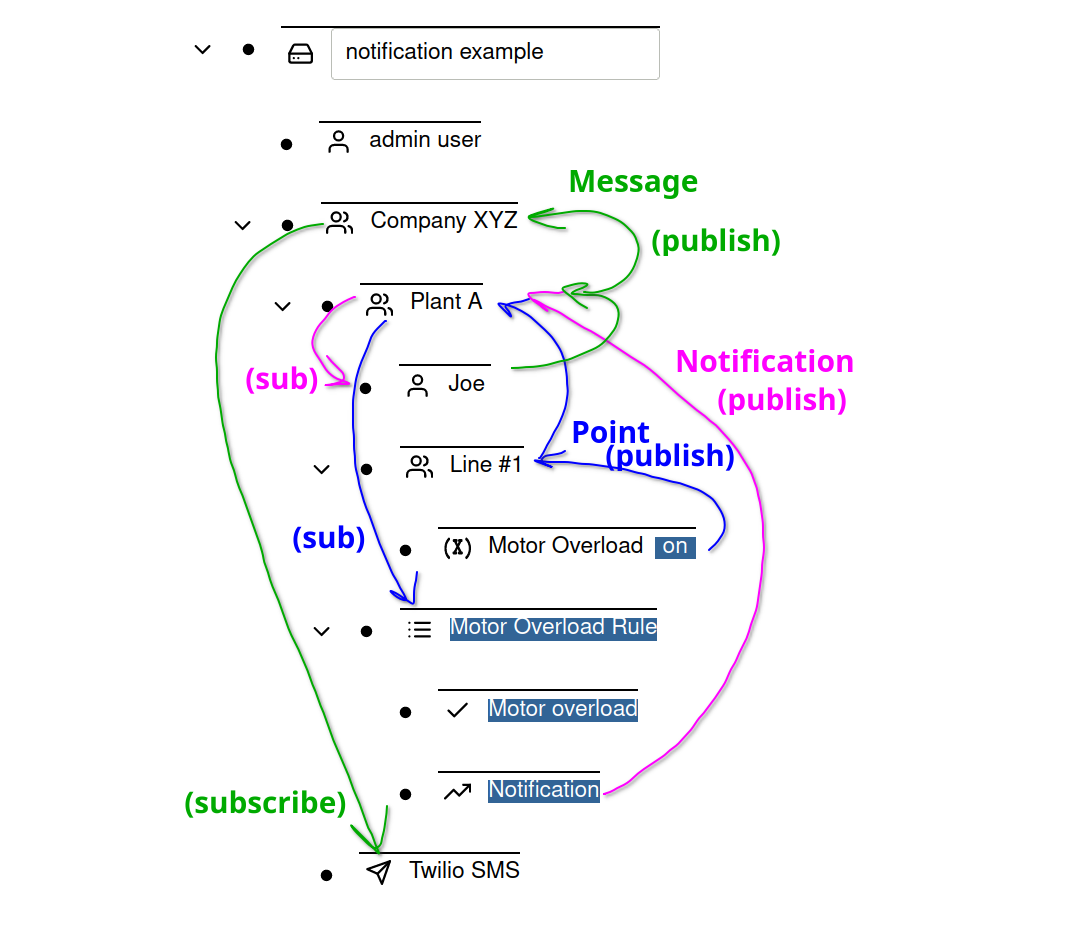 notification example
admin user
Message
Company XYZ
(publish)
Plant A
Notification
(sub)
Joe
(publish)
Point
(publish)
Line #1
(sub)
Motor Overload on
Motor Overload Rule
Motor overload
Notification
(subscribe)
Twilio SMS